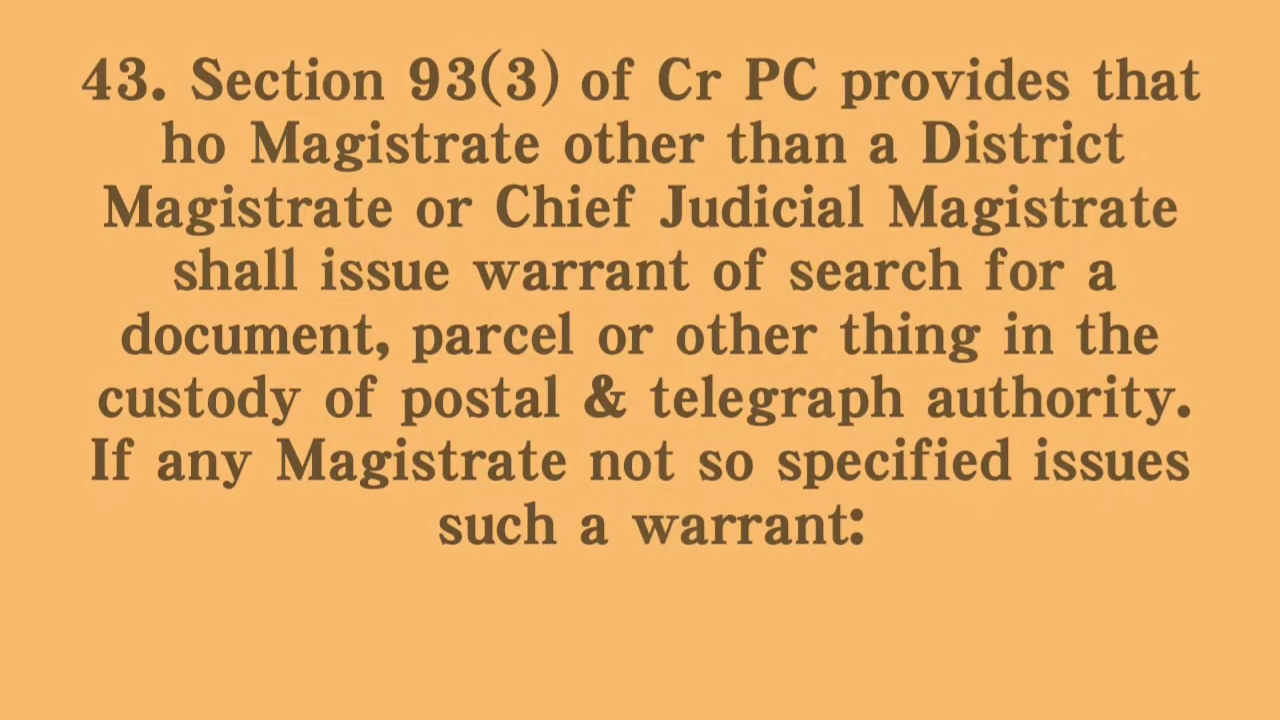 43. Section 93(3) of Cr PC provides that
ho Magistrate other than a District
Magistrate or Chief Judicial Magistrate
shall issue warrant of search for a
document, parcel or other thing in the
custody of postal & telegraph authority.
If any Magistrate not so specified issues
such a warrant: